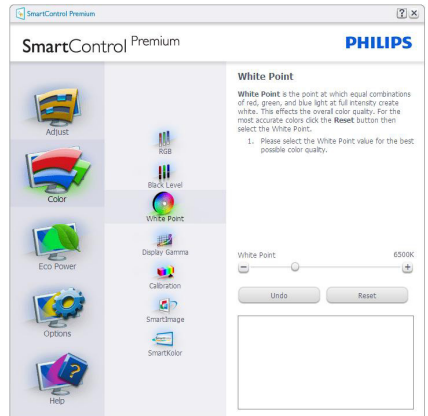 SmartControl Premium
SmartControl Premium
PHILIPS
Adjust
Color
Eco Power
Options
Help
RGB
Black Level
White Point
Display Gamma
Calibration
SmartImage
SmartKolor
White Point
White Point is the point at which equal combinations
of red, green, and blue light at full intensity create
white. This effects the overall color quality. For the
most accurate colors click the Reset button then
select the White Point.
1. Please select the White Point value for the best
possible color quality.
White Point 6500K
Undo Reset